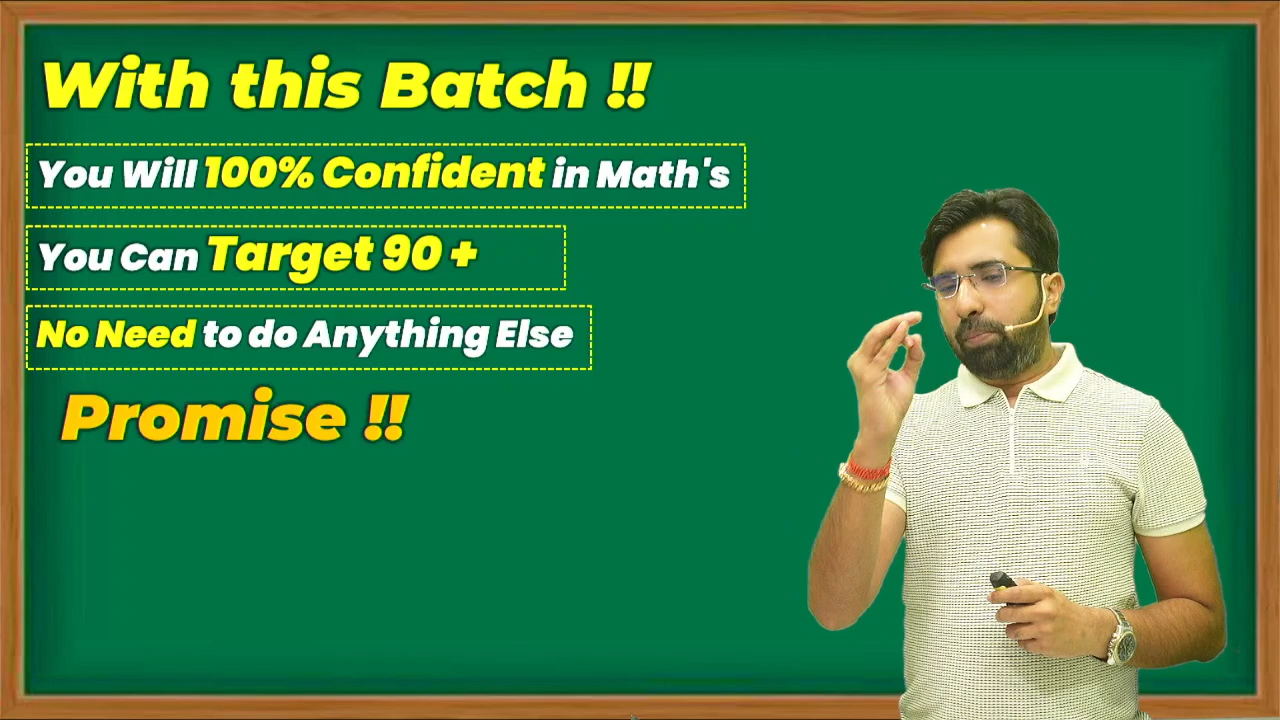 With this Batch !!
You Will 100% Confident in Math's
You Can Target 90 +
No Need to do Anything Else
Promise !!